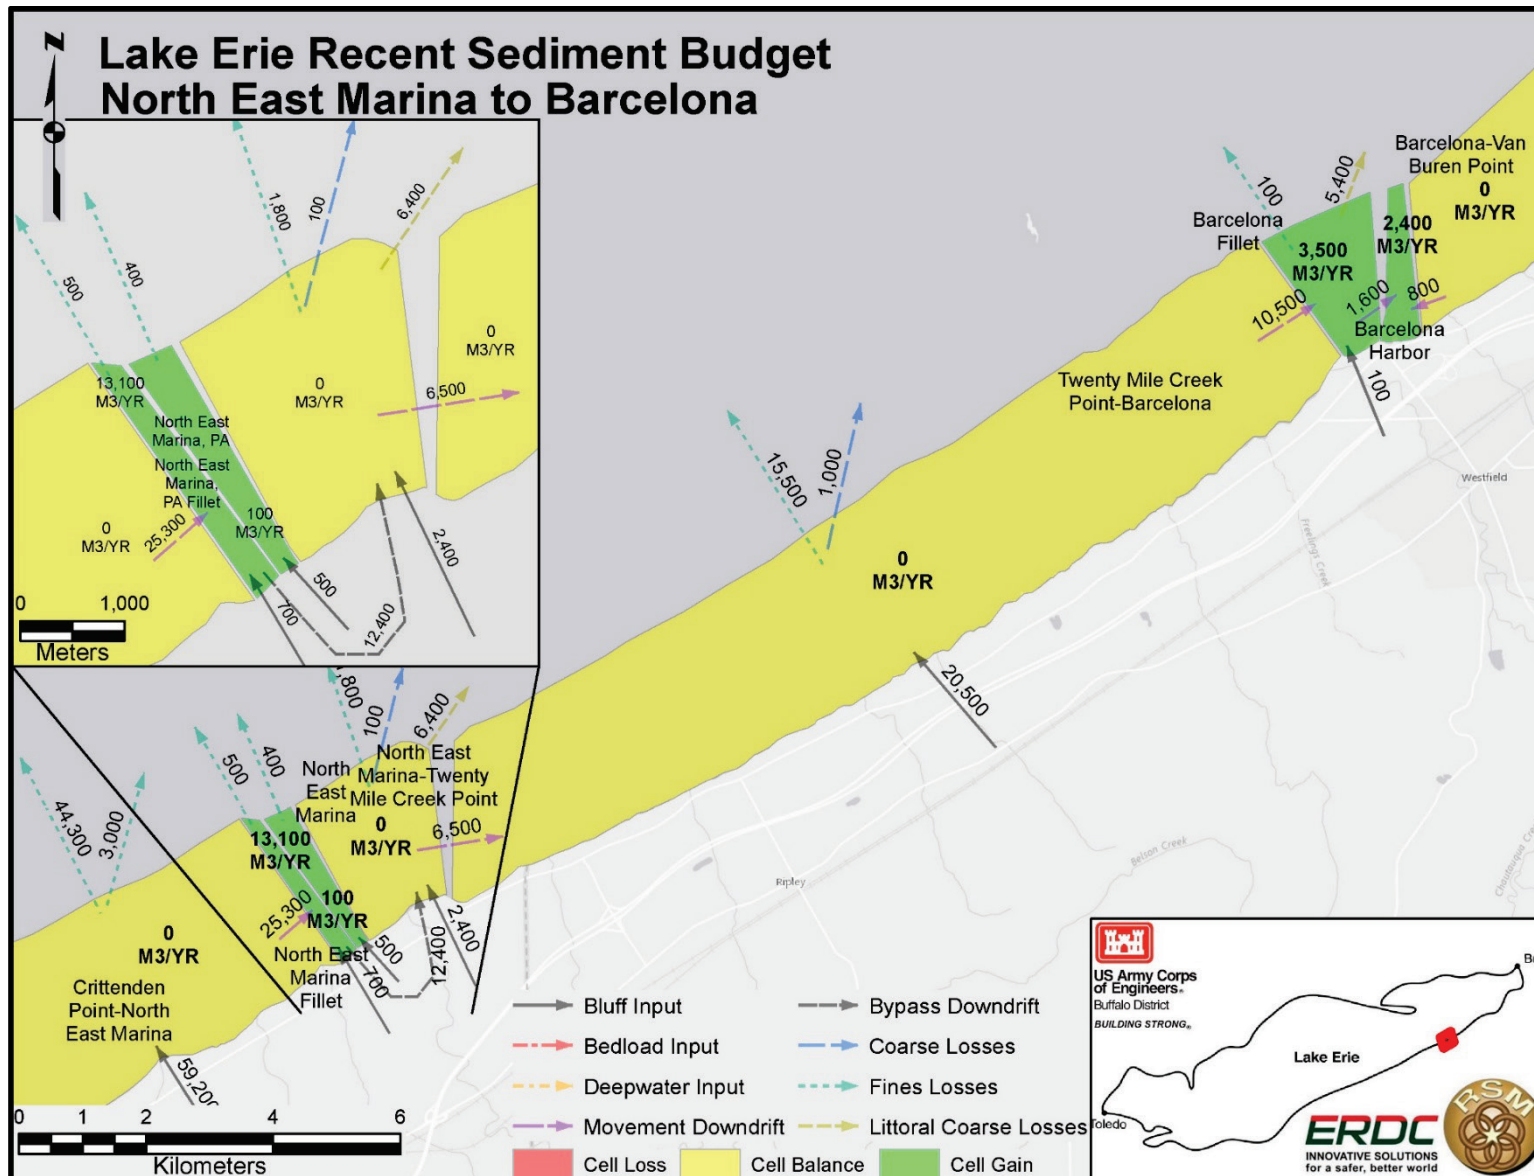 Lake Erie Recent Sediment Budget
North East Marina to Barcelona
N
1,800
100
6,400
500
400
0
M3/YR
13,100
M3/YR
0
M3/YR
6,500
North East
Marina, PA
North East
Marina,
PA Fillet
100
M3/YR
0
M3/YR
25,300
2,400
500
700
12,400
0 1,000
Meters
Barcelona-Van
Buren Point
0
M3/YR
100
5,400
Barcelona
Fillet
2,400
M3/YR
3,500
M3/YR
10,500
1,600
800
Barcelona
Harbor
100
Twenty Mile Creek
Point-Barcelona
Westfield
Freelings Creek
15,500
1,000
0
M3/YR
20,500
Belson Creek
Ripley
,800
100
6,400
500
400
North
East
Marina
North East
Marina-Twenty
Mile Creek Point
0
M3/YR
6,500
44,300
3,000
13,100
M3/YR
100
M3/YR
25,300
0
M3/YR
Crittenden
Point-North
East Marina
North East
Marina
Fillet
700
500
12,400
2,400
59,200
0 1 2 4 6
Kilometers
Bluff Input
Bedload Input
Deepwater Input
Movement Downdrift
Bypass Downdrift
Coarse Losses
Fines Losses
Littoral Coarse Losses
Cell Loss
Cell Balance
Cell Gain
US Army Corps
of Engineers®
Buffalo District
BUILDING STRONG®
Bu
Lake Erie
Toledo
ERDC
INNOVATIVE SOLUTIONS
for a safer, better world
RSM